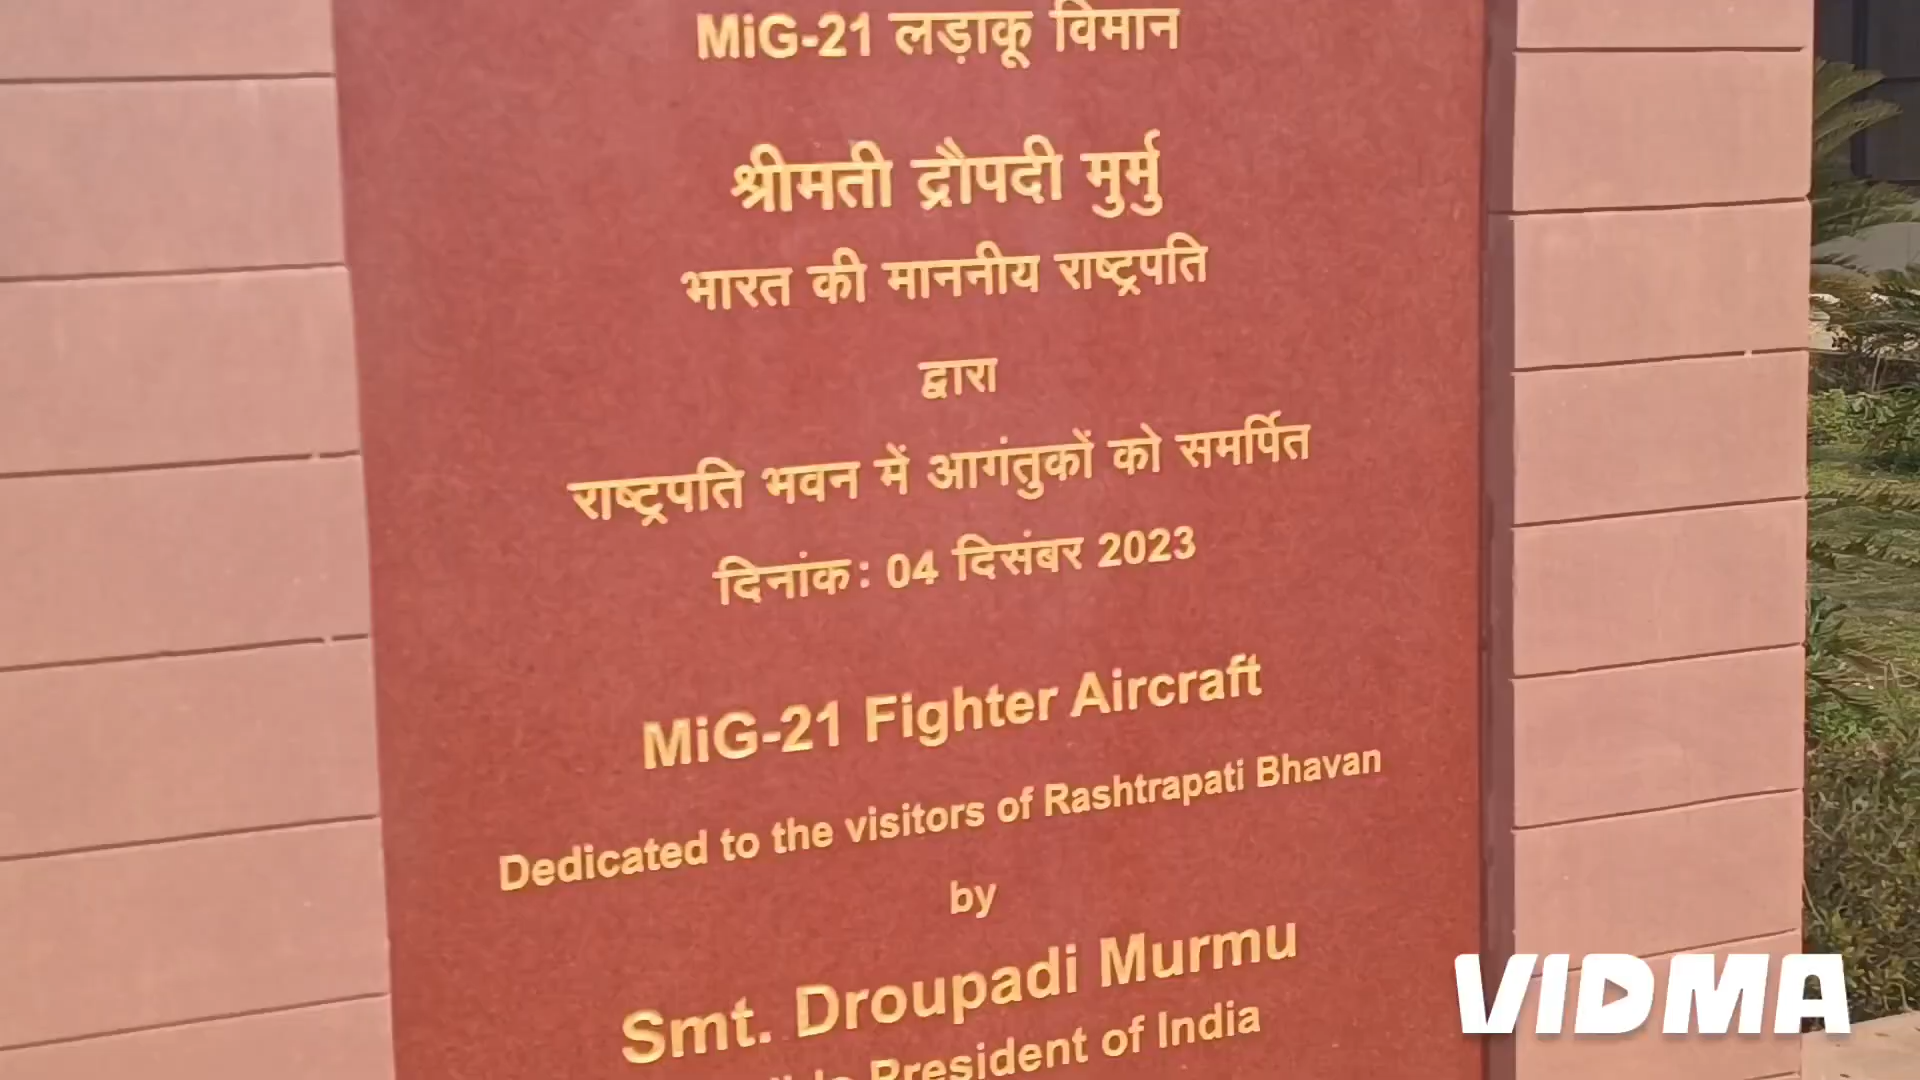 MiG-21 लड़ाकू विमान
श्रीमती द्रौपदी मुर्मु
भारत की माननीय राष्ट्रपति
द्वारा
राष्ट्रपति भवन में आगंतुकों को समर्पित
दिनांक: 04 दिसंबर 2023
MiG-21 Fighter Aircraft
Dedicated to the visitors of Rashtrapati Bhavan
by
Smt. Droupadi Murmu
President of India
VIDMA